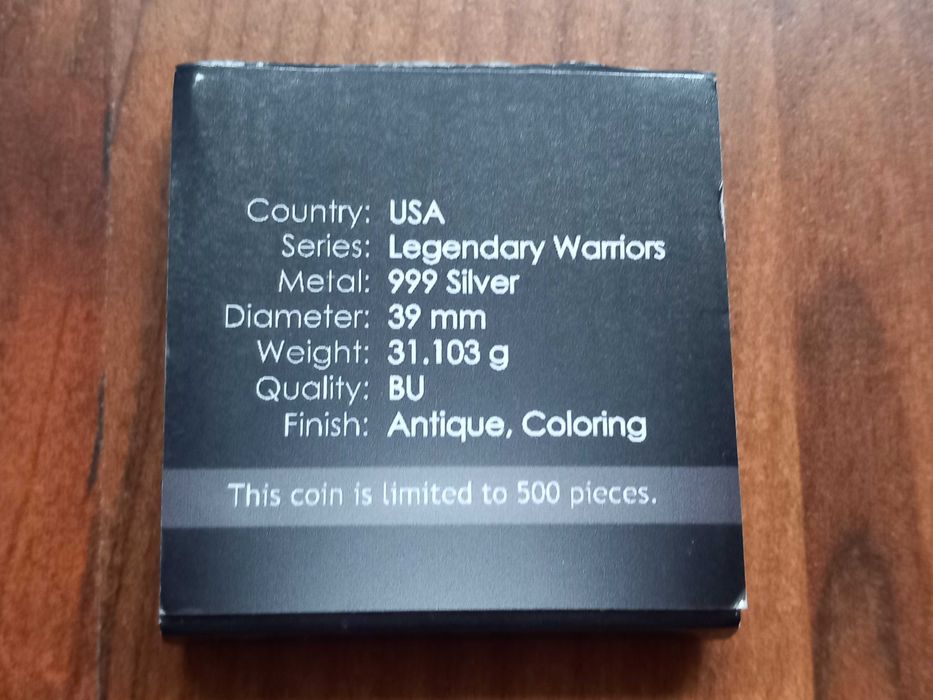 Country: USA
Series: Legendary Warriors
Metal: 999 Silver
Diameter: 39 mm
Weight: 31.103 g
Quality: BU
Finish: Antique, Coloring
This coin is limited to 500 pieces.